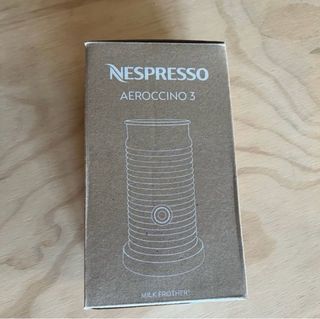 NESPRESSO
AEROCCINO 3
MILK FROTHER